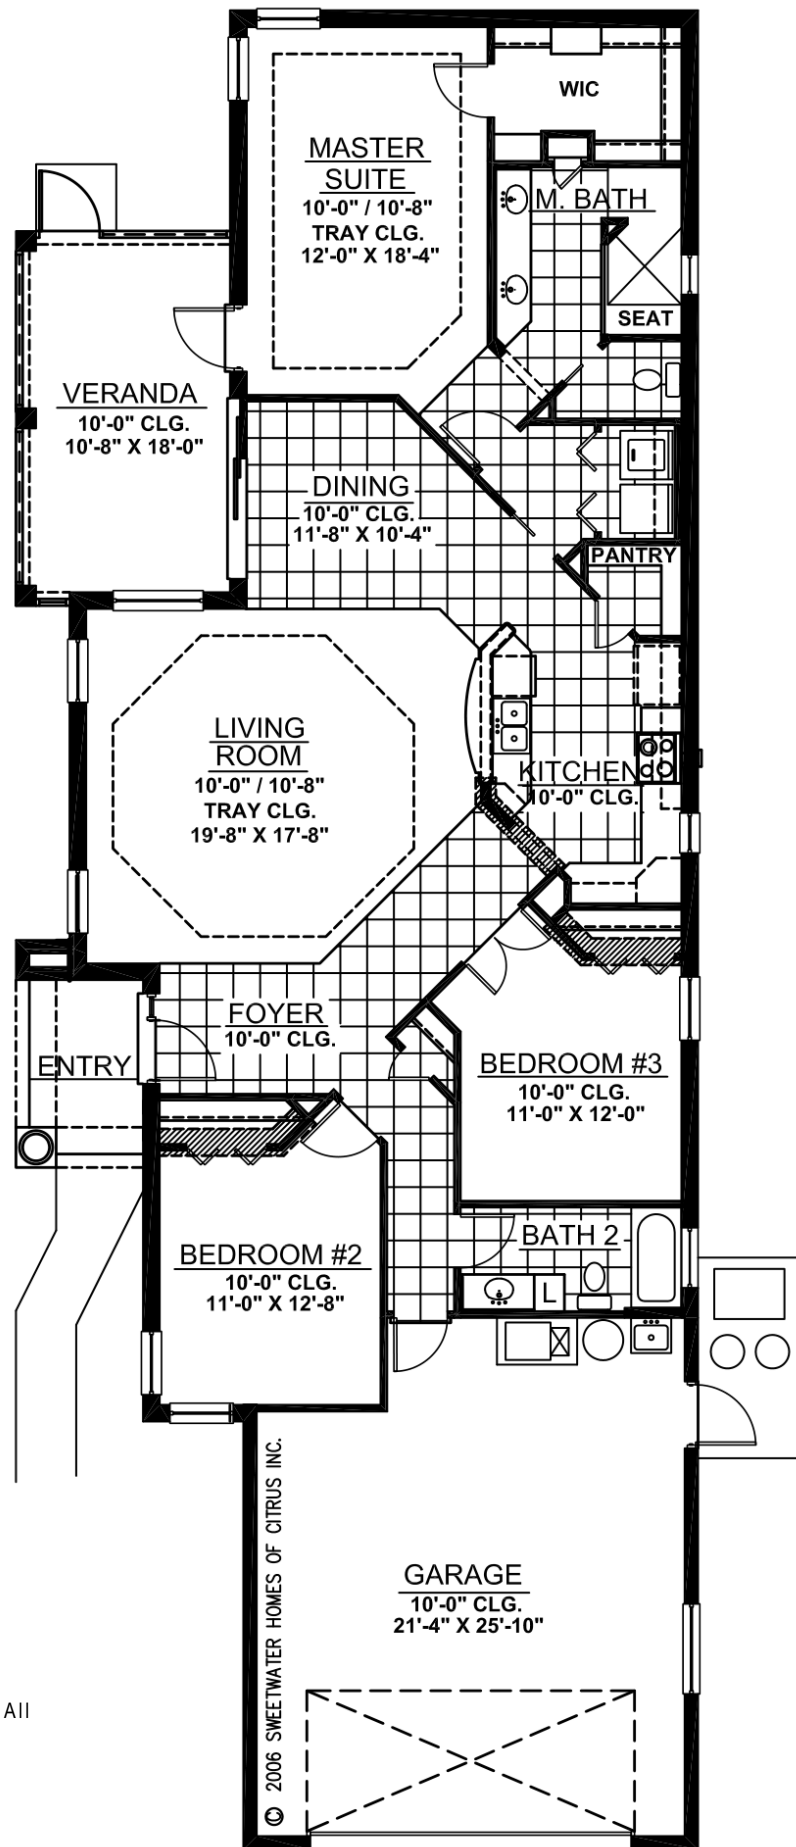 WIC
MASTER
SUITE
10'-0" / 10'-8"
TRAY CLG.
12'-0" X 18'-4"
M. BATH
SEAT
VERANDA
10'-0" CLG.
10'-8" X 18'-0"
DINING
10'-0" CLG.
11'-8" X 10'-4"
PANTRY
LIVING
ROOM
10'-0" / 10'-8"
TRAY CLG.
19'-8" X 17'-8"
KITCHEN
10'-0" CLG.
FOYER
10'-0" CLG.
ENTRY
BEDROOM #3
10'-0" CLG.
11'-0" X 12'-0"
BATH 2
L
BEDROOM #2
10'-0" CLG.
11'-0" X 12'-8"
GARAGE
10'-0" CLG.
21'-4" X 25'-10"
© 2006 SWEETWATER HOMES OF CITRUS INC.
All